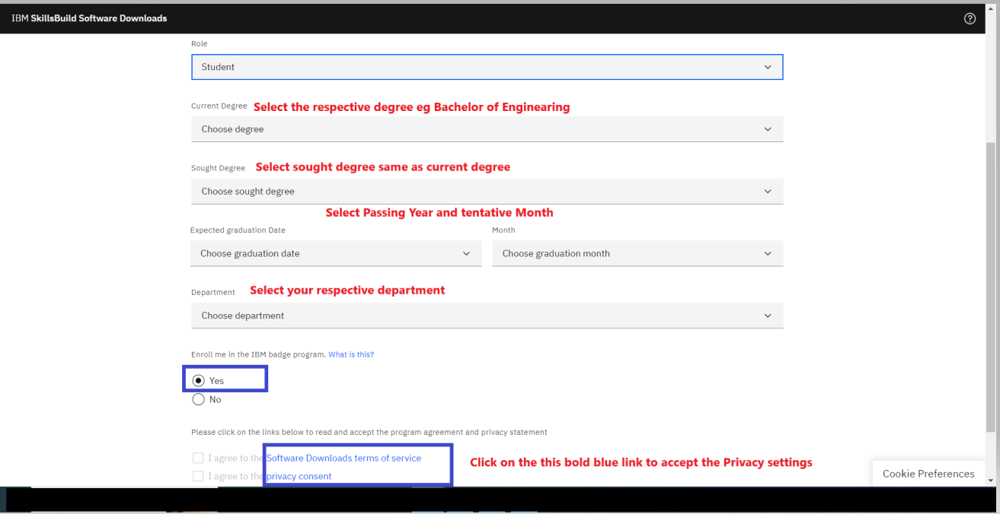 IBM SkillsBuild Software Downloads
Role
Student
Current Degree Select the respective degree eg Bachelor of Enginearing
Choose degree
Sought Degree Select sought degree same as current degree
Choose sought degree
Select Passing Year and tentative Month
Expected graduation Date Month
Choose graduation date Choose graduation month
Department Select your respective department
Choose department
Enroll me in the IBM badge program. What is this?
Yes
No
Please click on the links below to read and accept the program agreement and privacy statement
I agree to the Software Downloads terms of service Click on the this bold blue link to accept the Privacy settings
I agree to the privacy consent Cookie Preferences